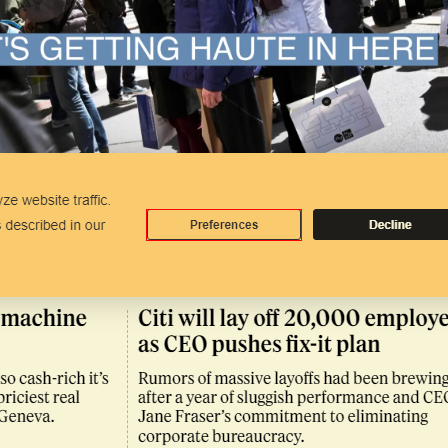 'S GETTING HAUTE IN HERE
ze website traffic.
s described in our
Preferences
Decline
machine
Citi will lay off 20,000 employe
as CEO pushes fix-it plan
so cash-rich it's
priciest real
Geneva.
Rumors of massive layoffs had been brewing
after a year of sluggish performance and CEO
Jane Fraser's commitment to eliminating
corporate bureaucracy.